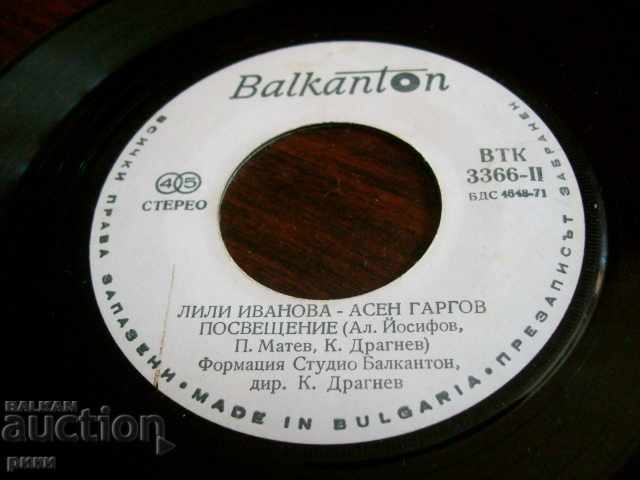 Balkanton
ВТК
3366-II
БДС 4648-71
45
СТЕРЕО
ЛИЛИ ИВАНОВА - АСЕН ГАРГОВ
ПОСВЕЩЕНИЕ (Ал. Йосифов,
П. Матев, К. Драгнев)
Формация Студио Балкантон,
дир. К. Драгнев
ВСИЧКИ ПРАВА ЗАПАЗЕНИ • MADE IN BULGARIA • ПРЕЗАПИСЪТ ЗАБРАНЕН
BALKAN
auction
рики